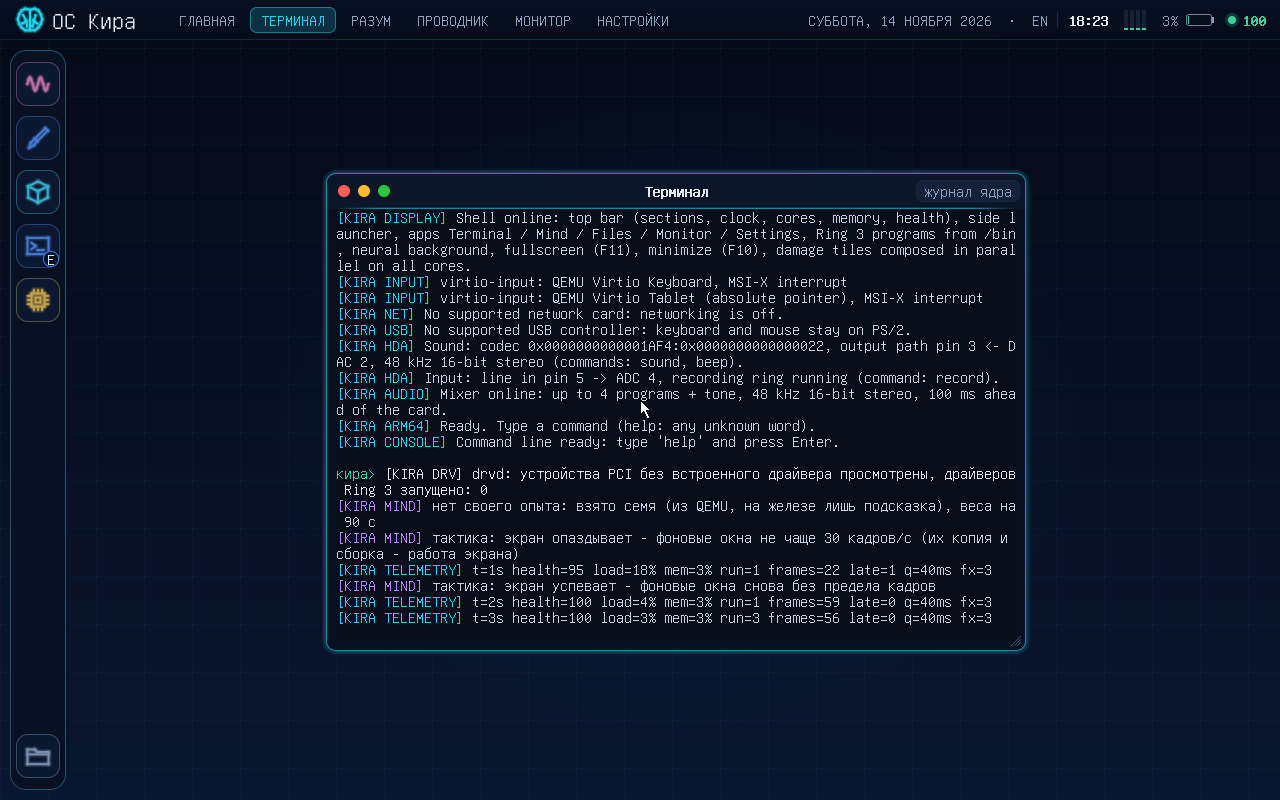 ОС Кира
ГЛАВНАЯ ТЕРМИНАЛ РАЗУМ ПРОВОДНИК МОНИТОР НАСТРОЙКИ
СУББОТА, 14 НОЯБРЯ 2026 · EN 18:23 3% 100
E
Терминал
журнал ядра
[KIRA DISPLAY] Shell online: top bar (sections, clock, cores, memory, health), side l
auncher, apps Terminal / Mind / Files / Monitor / Settings, Ring 3 programs from /bin
, neural background, fullscreen (F11), minimize (F10), damage tiles composed in paral
lel on all cores.
[KIRA INPUT] virtio-input: QEMU Virtio Keyboard, MSI-X interrupt
[KIRA INPUT] virtio-input: QEMU Virtio Tablet (absolute pointer), MSI-X interrupt
[KIRA NET] No supported network card: networking is off.
[KIRA USB] No supported USB controller: keyboard and mouse stay on PS/2.
[KIRA HDA] Sound: codec 0x0000000000001AF4:0x0000000000000022, output path pin 3 <- D
AC 2, 48 kHz 16-bit stereo (commands: sound, beep).
[KIRA HDA] Input: line in pin 5 -> ADC 4, recording ring running (command: record).
[KIRA AUDIO] Mixer online: up to 4 programs + tone, 48 kHz 16-bit stereo, 100 ms ahea
d of the card.
[KIRA ARM64] Ready. Type a command (help: any unknown word).
[KIRA CONSOLE] Command line ready: type 'help' and press Enter.
кира> [KIRA DRV] drvd: устройства PCI без встроенного драйвера просмотрены, драйверов
Ring 3 запущено: 0
[KIRA MIND] нет своего опыта: взято семя (из QEMU, на железе лишь подсказка), веса на
90 с
[KIRA MIND] тактика: экран опаздывает - фоновые окна не чаще 30 кадров/с (их копия и
сборка - работа экрана)
[KIRA TELEMETRY] t=1s health=95 load=18% mem=3% run=1 frames=22 late=1 q=40ms fx=3
[KIRA MIND] тактика: экран успевает - фоновые окна снова без предела кадров
[KIRA TELEMETRY] t=2s health=100 load=4% mem=3% run=1 frames=59 late=0 q=40ms fx=3
[KIRA TELEMETRY] t=3s health=100 load=3% mem=3% run=3 frames=56 late=0 q=40ms fx=3